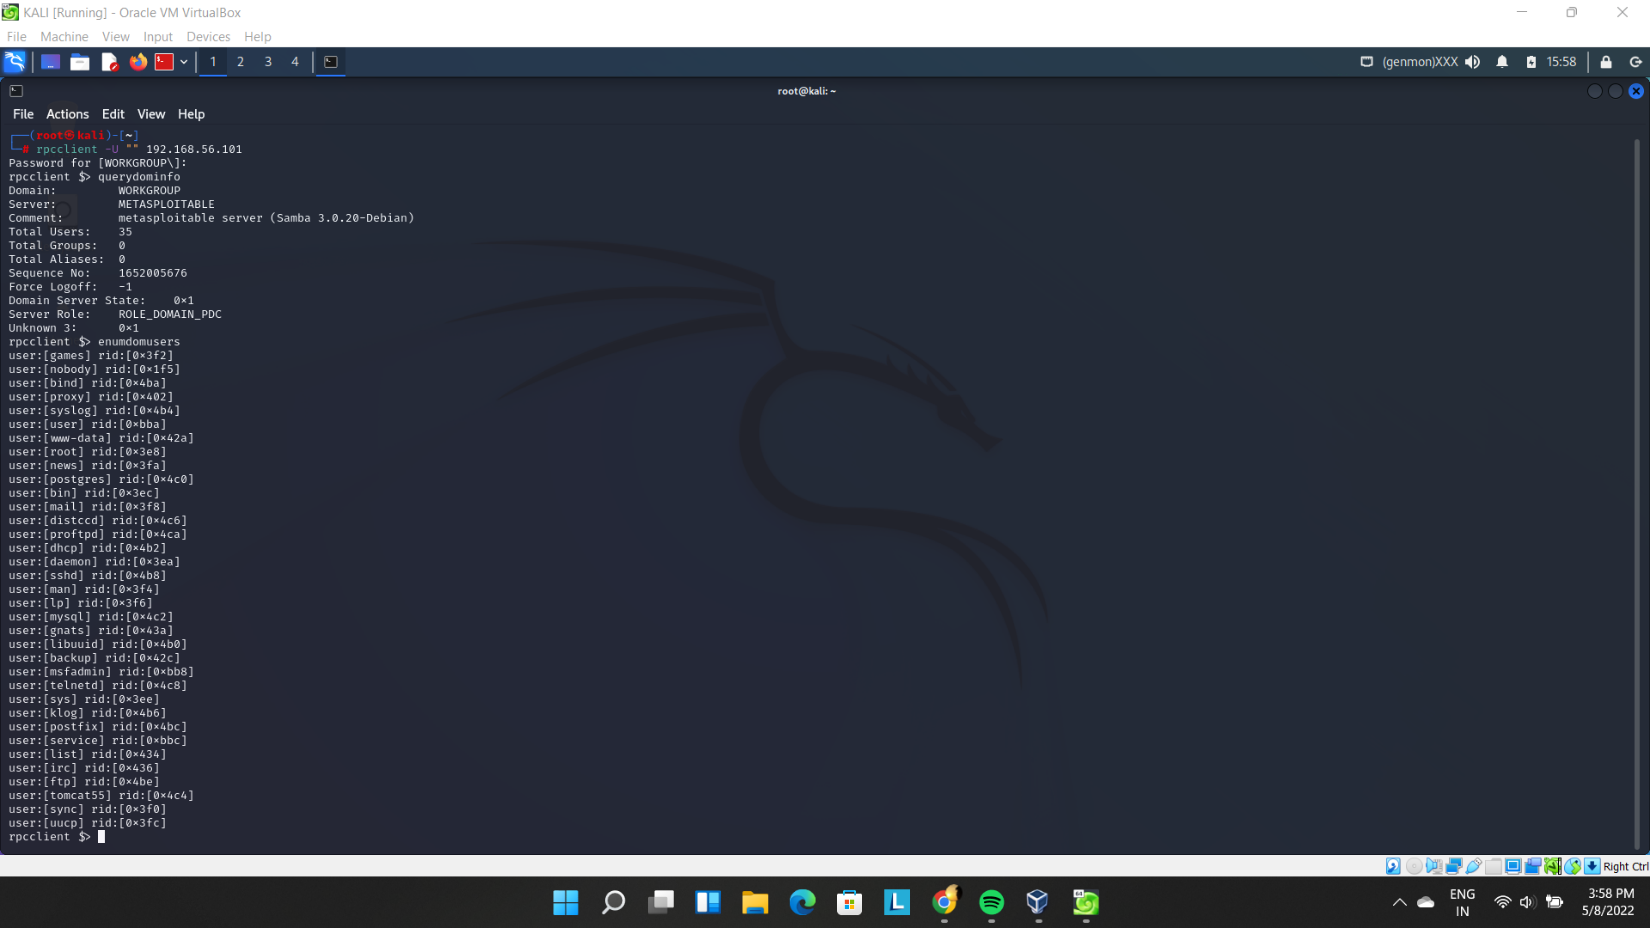 KALI [Running] - Oracle VM VirtualBox
File Machine View Input Devices Help
1 2 3 4 (genmon)XXX 15:58
root@kali: ~
File Actions Edit View Help
(root㉿kali)-[~]
# rpcclient -U "" 192.168.56.101
Password for [WORKGROUP\]:
rpcclient $> querydominfo
Domain: WORKGROUP
Server: METASPLOITABLE
Comment: metasploitable server (Samba 3.0.20-Debian)
Total Users: 35
Total Groups: 0
Total Aliases: 0
Sequence No: 1652005676
Force Logoff: -1
Domain Server State: 0x1
Server Role: ROLE_DOMAIN_PDC
Unknown 3: 0x1
rpcclient $> enumdomusers
user:[games] rid:[0x3f2]
user:[nobody] rid:[0x1f5]
user:[bind] rid:[0x4ba]
user:[proxy] rid:[0x402]
user:[syslog] rid:[0x4b4]
user:[user] rid:[0xbba]
user:[www-data] rid:[0x42a]
user:[root] rid:[0x3e8]
user:[news] rid:[0x3fa]
user:[postgres] rid:[0x4c0]
user:[bin] rid:[0x3ec]
user:[mail] rid:[0x3f8]
user:[distccd] rid:[0x4c6]
user:[proftpd] rid:[0x4ca]
user:[dhcp] rid:[0x4b2]
user:[daemon] rid:[0x3ea]
user:[sshd] rid:[0x4b8]
user:[man] rid:[0x3f4]
user:[lp] rid:[0x3f6]
user:[mysql] rid:[0x4c2]
user:[gnats] rid:[0x43a]
user:[libuuid] rid:[0x4b0]
user:[backup] rid:[0x42c]
user:[msfadmin] rid:[0xbb8]
user:[telnetd] rid:[0x4c8]
user:[sys] rid:[0x3ee]
user:[klog] rid:[0x4b6]
user:[postfix] rid:[0x4bc]
user:[service] rid:[0xbbc]
user:[list] rid:[0x434]
user:[irc] rid:[0x436]
user:[ftp] rid:[0x4be]
user:[tomcat55] rid:[0x4c4]
user:[sync] rid:[0x3f0]
user:[uucp] rid:[0x3fc]
rpcclient $>
Right Ctrl
ENG 3:58 PM
IN 5/8/2022